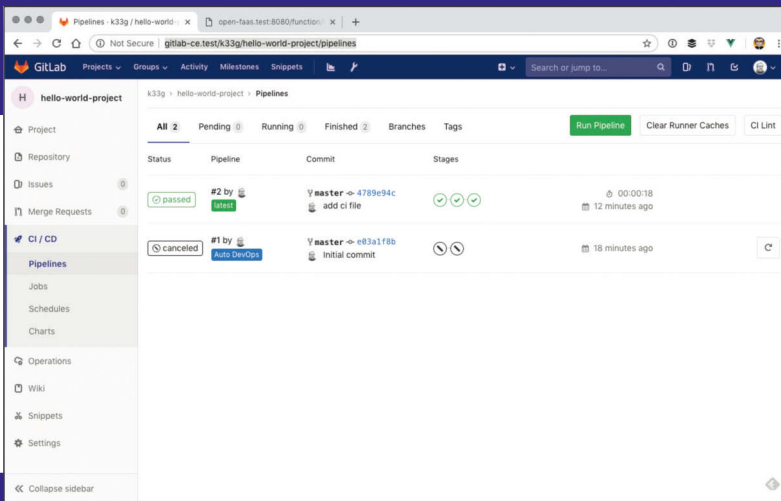 Pipelines · k33g / hello-world-
open-faas.test:8080/function/
Not Secure gitlab-ce.test/k33g/hello-world-project/pipelines
GitLab Projects Groups Activity Milestones Snippets Search or jump to...
H hello-world-project
Project
Repository
Issues 0
Merge Requests 0
CI / CD
Pipelines
Jobs
Schedules
Charts
Operations
Wiki
Snippets
Settings
Collapse sidebar
k33g > hello-world-project > Pipelines
All 2 Pending 0 Running 0 Finished 2 Branches Tags Run Pipeline Clear Runner Caches CI Lint
Status Pipeline Commit Stages
passed #2 by master 4789e94c 00:00:18
latest add ci file 12 minutes ago
canceled #1 by master e03a1f8b 18 minutes ago
Auto DevOps Initial commit